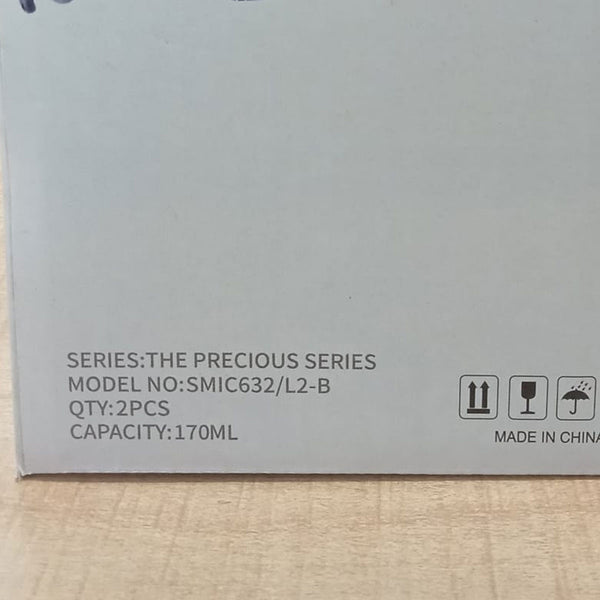 SERIES:THE PRECIOUS SERIES
MODEL NO:SMIC632/L2-B
QTY:2PCS
CAPACITY:170ML
MADE IN CHINA